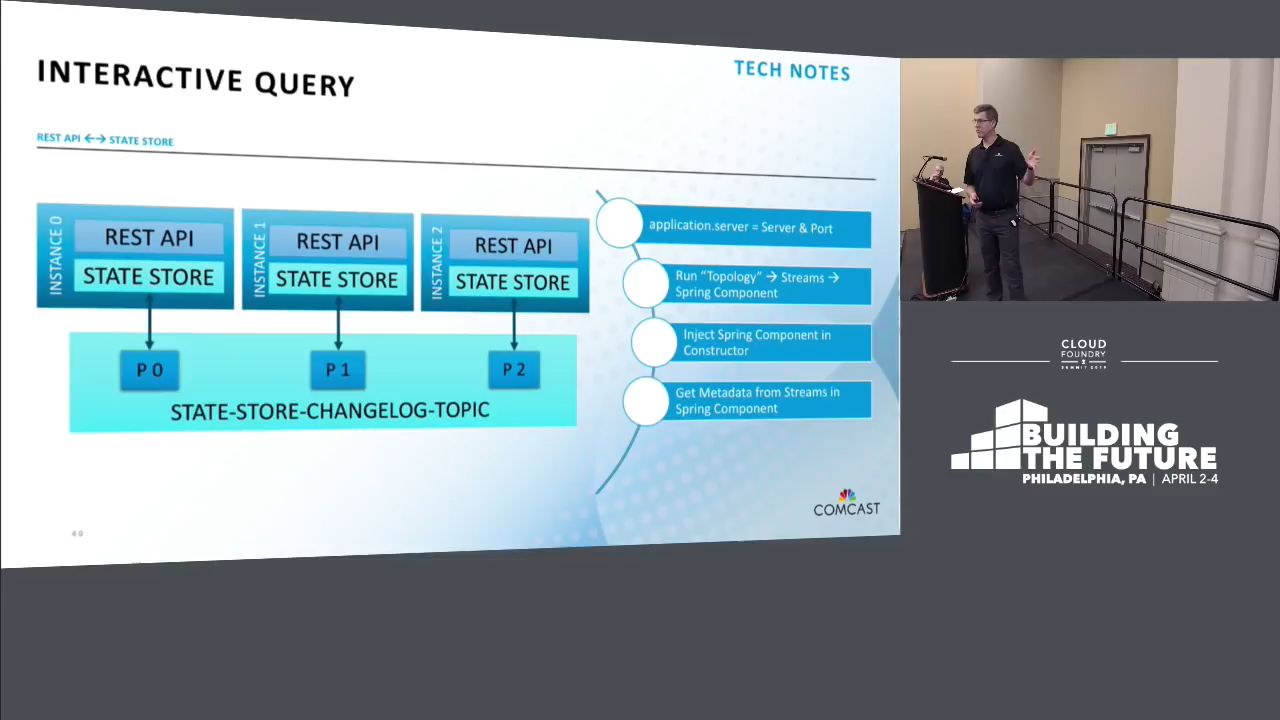 INTERACTIVE QUERY
TECH NOTES
REST API ←→ STATE STORE
INSTANCE 0
REST API
STATE STORE
INSTANCE 1
REST API
STATE STORE
INSTANCE 2
REST API
STATE STORE
P 0
P 1
P 2
STATE-STORE-CHANGELOG-TOPIC
application.server = Server & Port
Run “Topology” → Streams →
Spring Component
Inject Spring Component in
Constructor
Get Metadata from Streams in
Spring Component
COMCAST
40
CLOUD
FOUNDRY
SUMMIT 2019
BUILDING
THE FUTURE
PHILADELPHIA, PA | APRIL 2-4